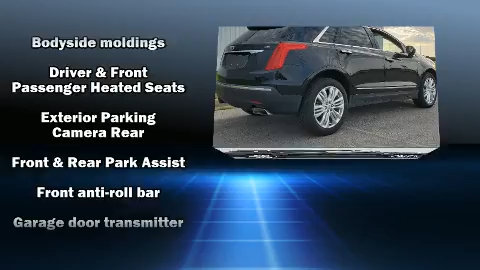 Bodyside moldings
Driver & Front
Passenger Heated Seats
Exterior Parking
Camera Rear
Front & Rear Park Assist
Front anti-roll bar
Garage door transmitter